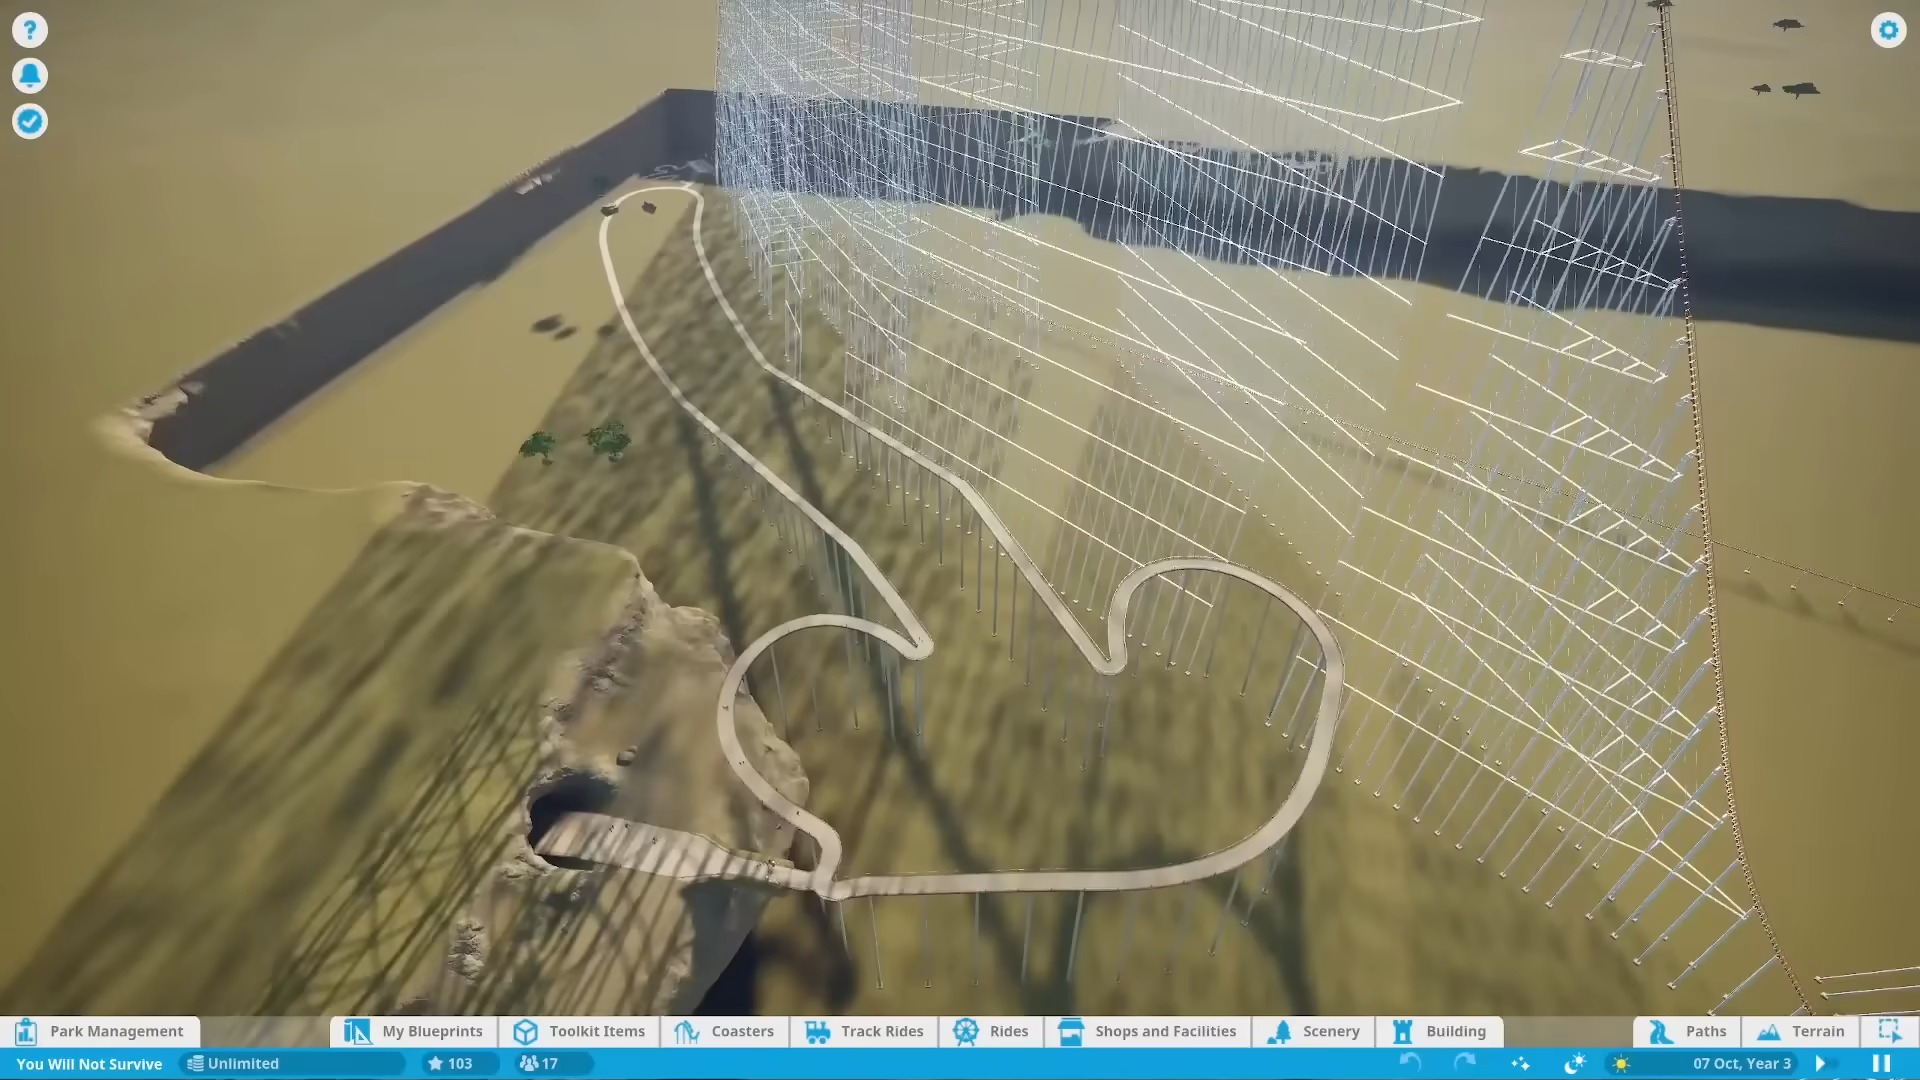 ?
Park Management
My Blueprints
Toolkit Items
Coasters
Track Rides
Rides
Shops and Facilities
Scenery
Building
Paths
Terrain
You Will Not Survive
Unlimited
103
17
07 Oct, Year 3